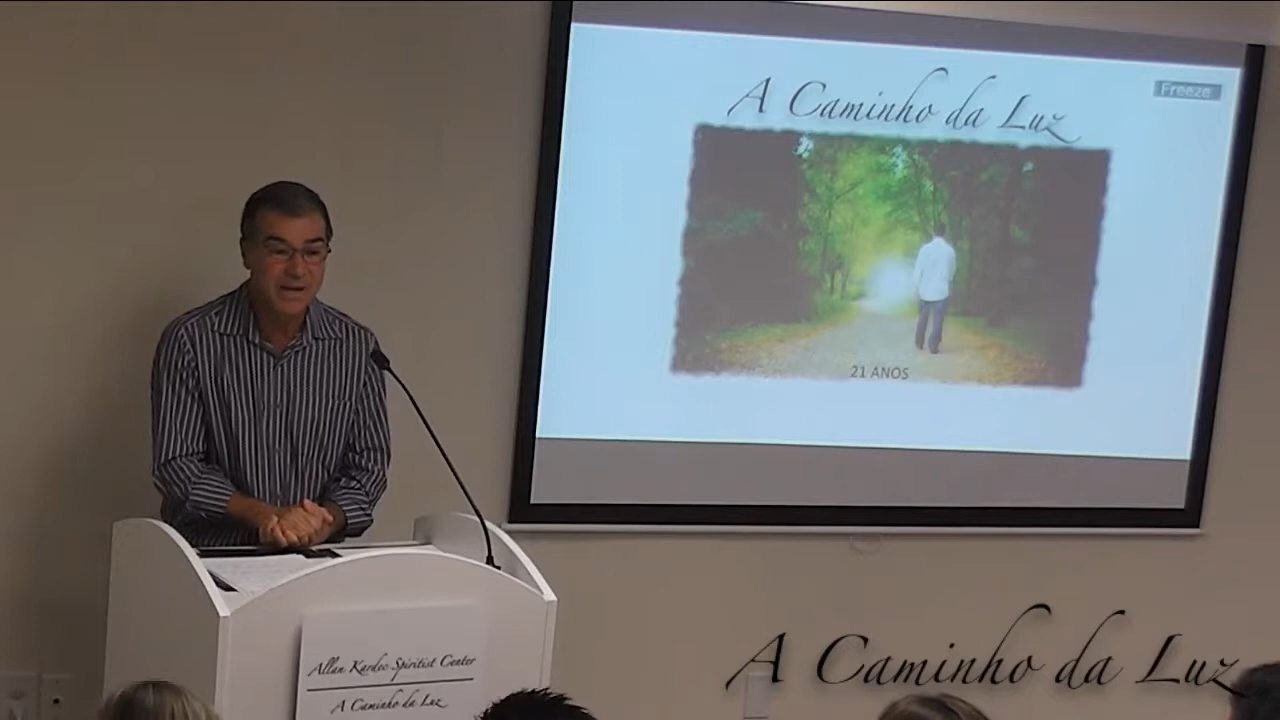 A Caminho da Luz
Freeze
21 ANOS
Allan Kardec Spiritist Center
A Caminho da Luz
A Caminho da Luz